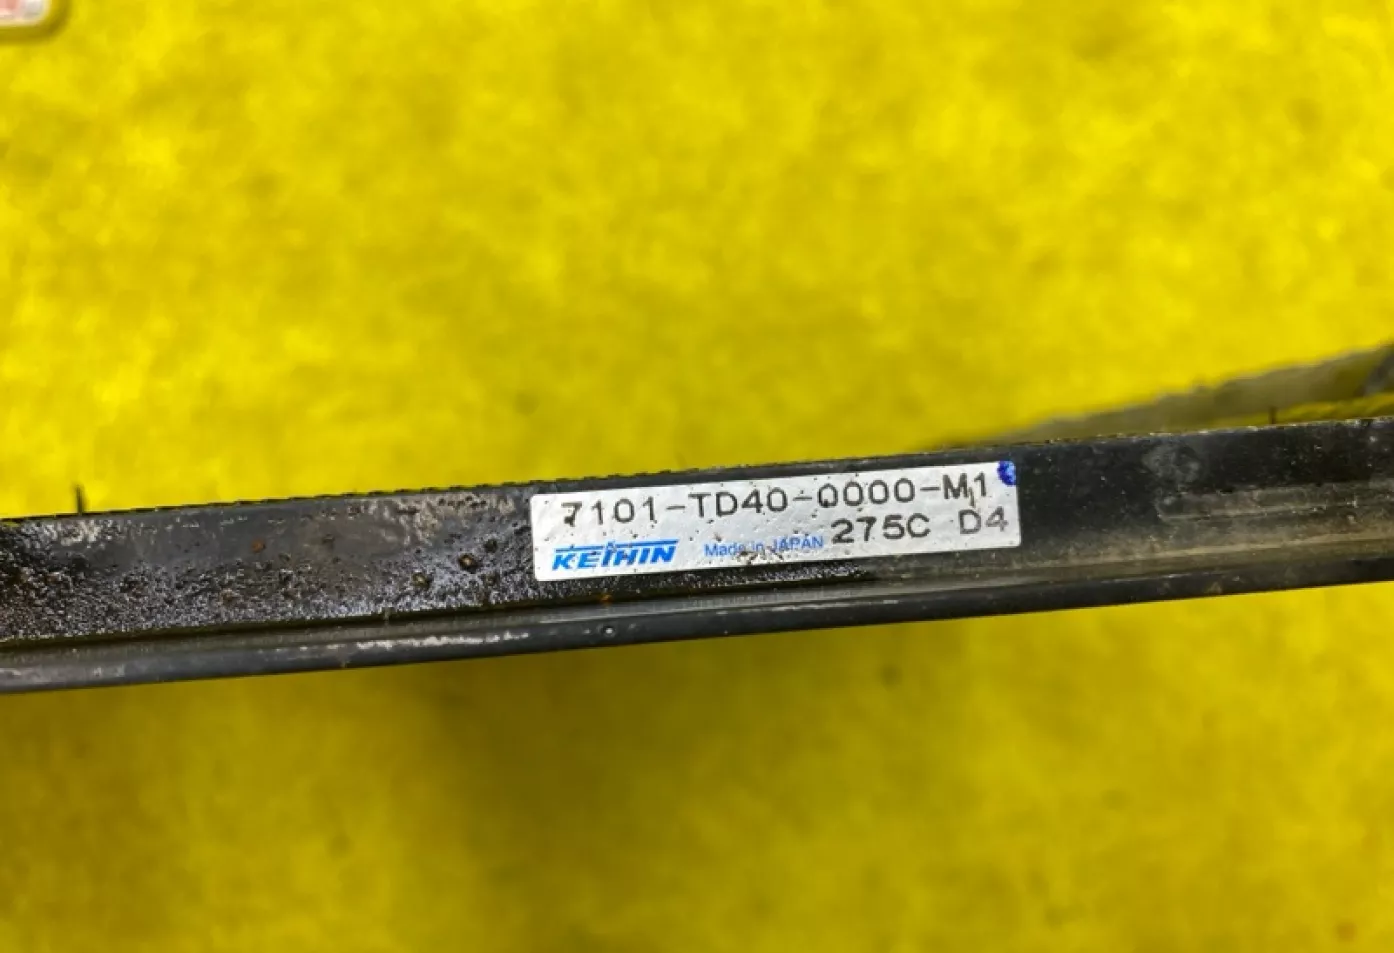 7101-TD40-0000-M1
275C D4
KEIHIN Made in JAPAN